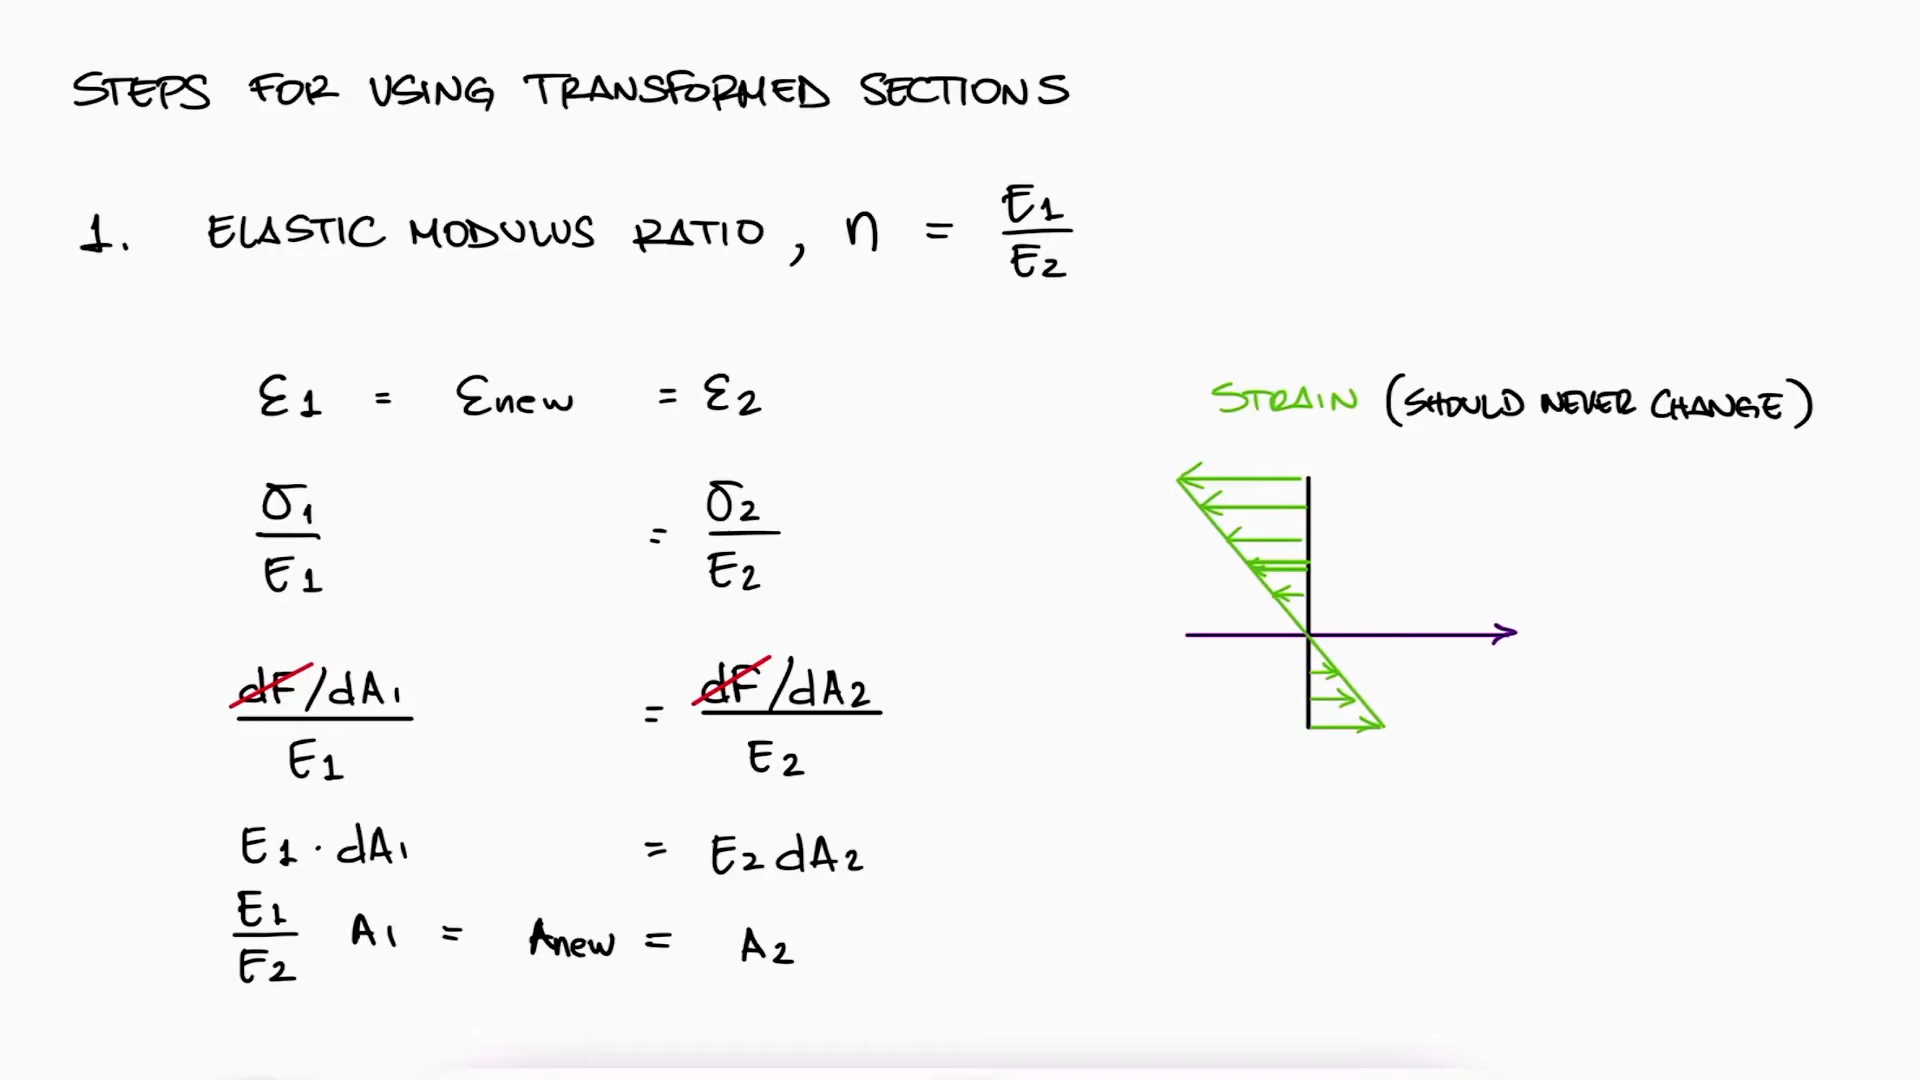 STEPS FOR USING TRANSFORMED SECTIONS
1. ELASTIC MODULUS RATIO, n = E1/E2
ε1 = εnew = ε2
STRAIN (SHOULD NEVER CHANGE)
σ1/E1 = σ2/E2
dF/dA1 / E1 = dF/dA2 / E2
E1 · dA1 = E2 dA2
E1/E2 A1 = Anew = A2